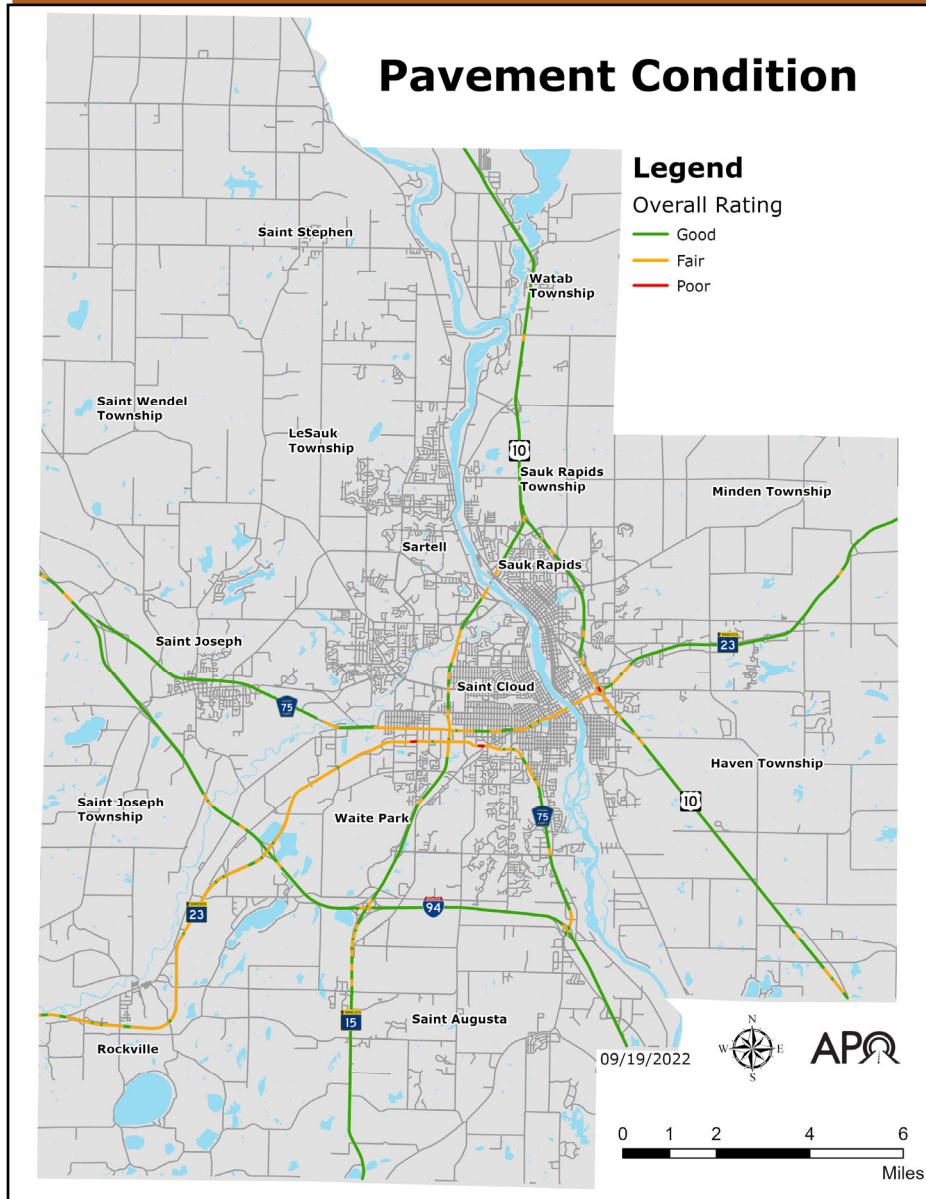 Pavement Condition
Legend
Overall Rating
Good
Fair
Poor
Saint Stephen
Watab
Township
Saint Wendel
Township
LeSauk
Township
10
Sauk Rapids
Township
Minden Township
Sartell
Sauk Rapids
Saint Joseph
23
Saint Cloud
75
Haven Township
10
Saint Joseph
Township
Waite Park
75
23
94
15
Saint Augusta
Rockville
09/19/2022
N
W
E
S
APO
0
1
2
4
6
Miles